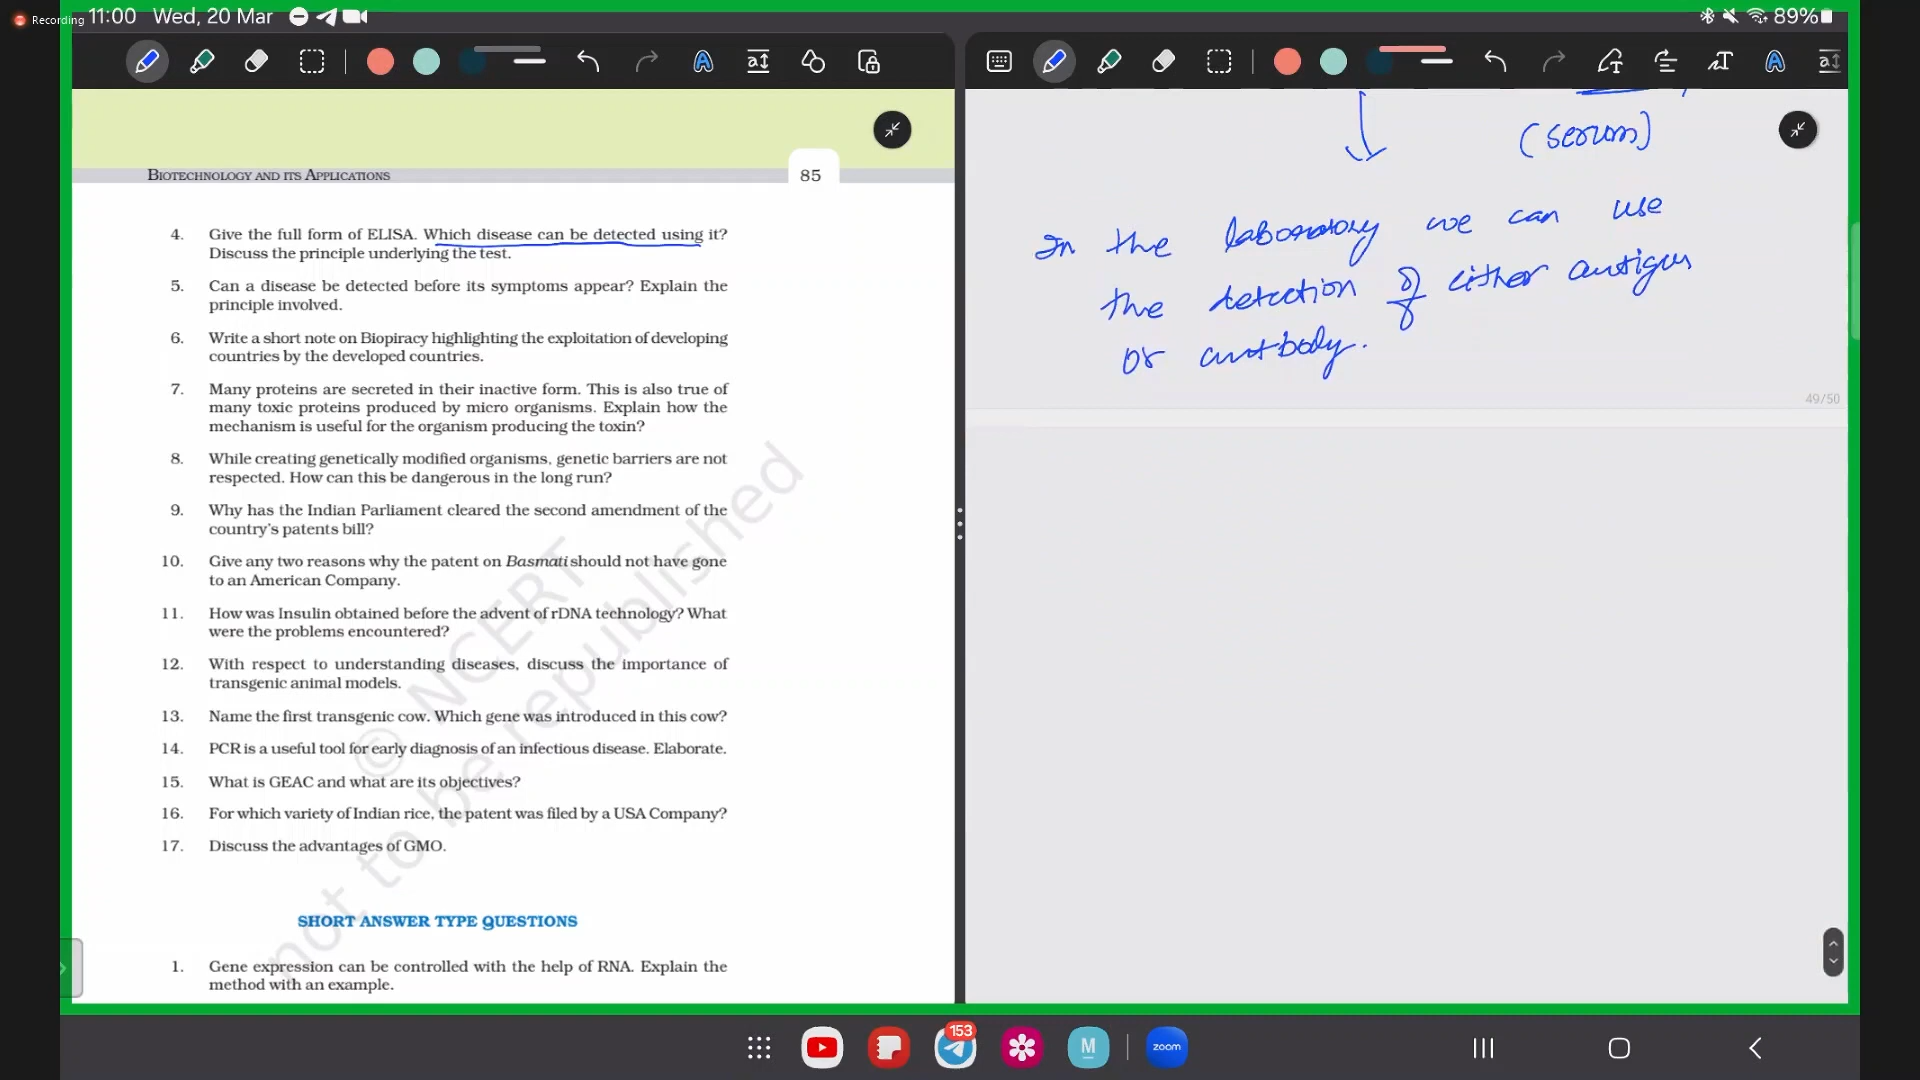 Recording
11:00 Wed, 20 Mar
89%
BIOTECHNOLOGY AND ITS APPLICATIONS
85
4. Give the full form of ELISA. Which disease can be detected using it?
Discuss the principle underlying the test.
5. Can a disease be detected before its symptoms appear? Explain the
principle involved.
6. Write a short note on Biopiracy highlighting the exploitation of developing
countries by the developed countries.
7. Many proteins are secreted in their inactive form. This is also true of
many toxic proteins produced by micro organisms. Explain how the
mechanism is useful for the organism producing the toxin?
8. While creating genetically modified organisms, genetic barriers are not
respected. How can this be dangerous in the long run?
9. Why has the Indian Parliament cleared the second amendment of the
country's patents bill?
10. Give any two reasons why the patent on Basmati should not have gone
to an American Company.
11. How was Insulin obtained before the advent of rDNA technology? What
were the problems encountered?
12. With respect to understanding diseases, discuss the importance of
transgenic animal models.
13. Name the first transgenic cow. Which gene was introduced in this cow?
14. PCR is a useful tool for early diagnosis of an infectious disease. Elaborate.
15. What is GEAC and what are its objectives?
16. For which variety of Indian rice, the patent was filed by a USA Company?
17. Discuss the advantages of GMO.
SHORT ANSWER TYPE QUESTIONS
1. Gene expression can be controlled with the help of RNA. Explain the
method with an example.
© NCERT
not to be republished
(serum)
In the laboratory we can use
the detection of either antigen
or antibody.
49/50
153
M
zoom